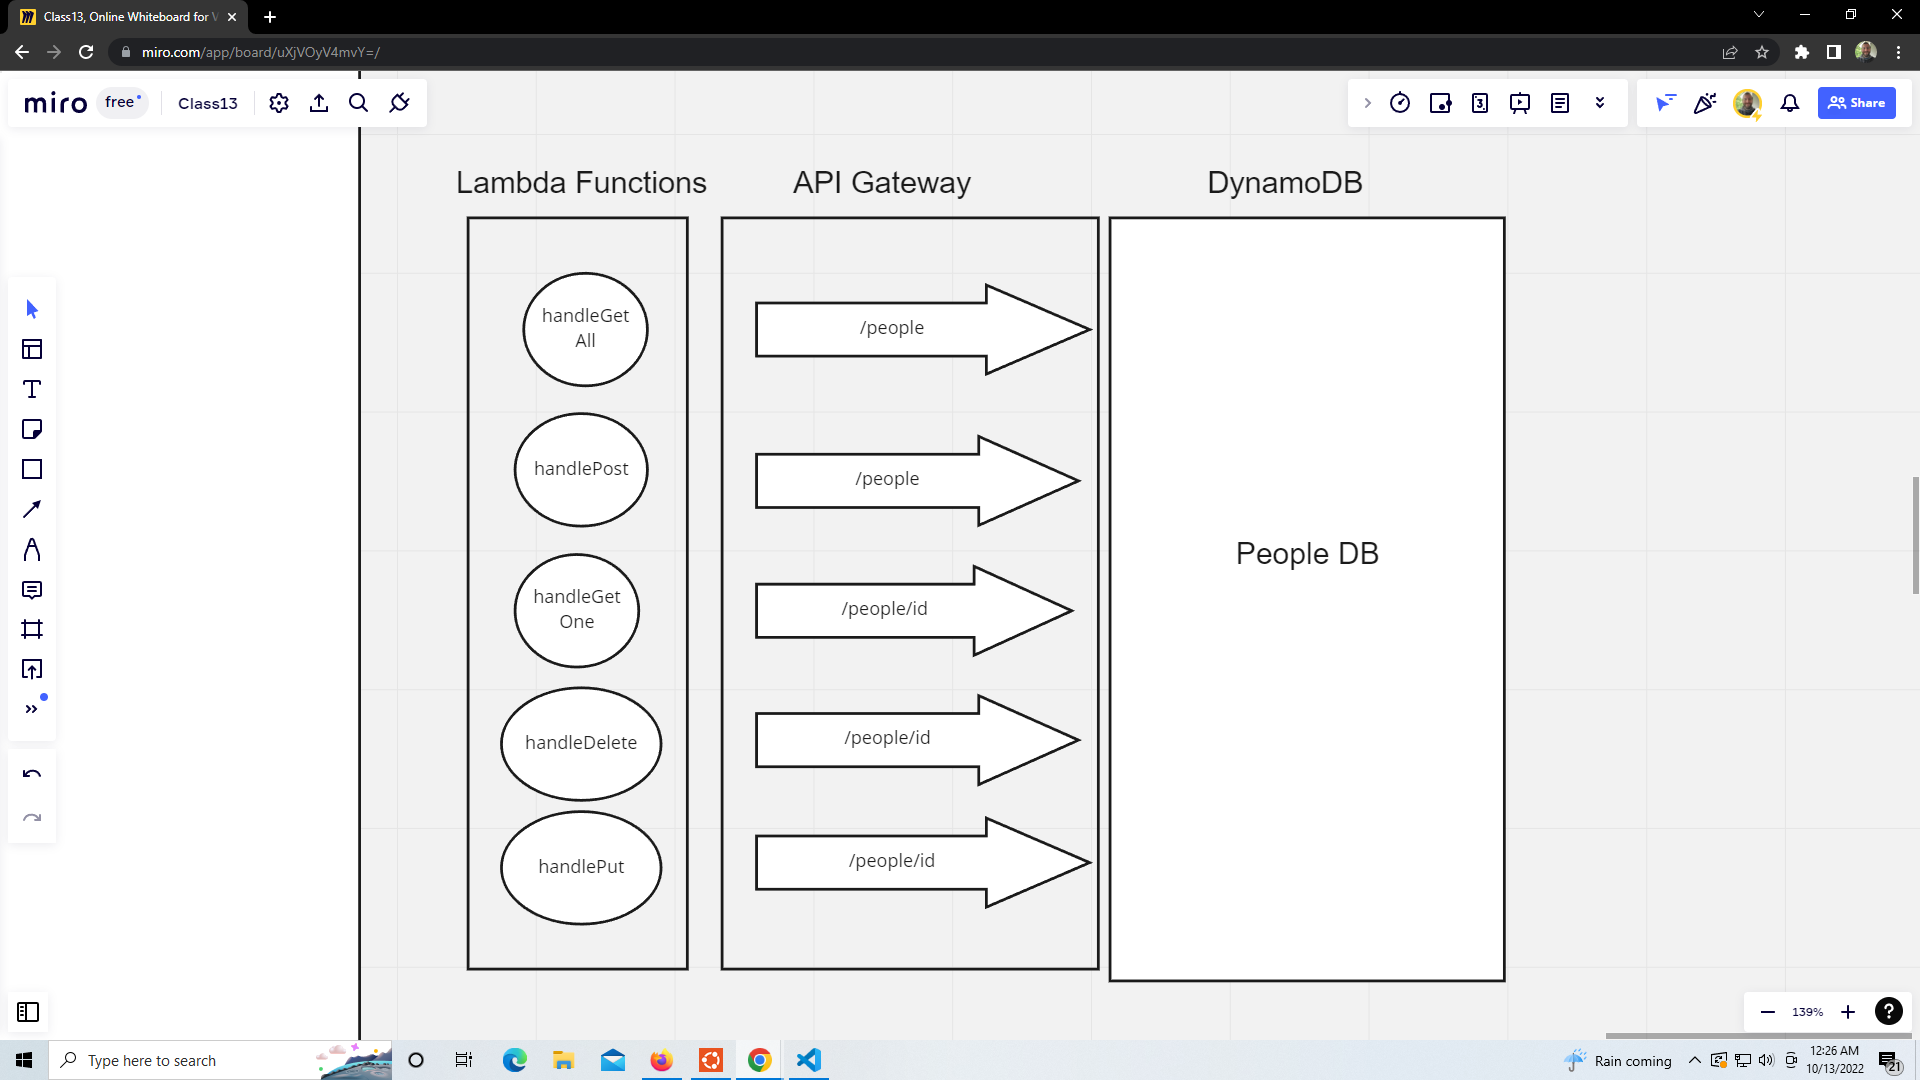 Class13, Online Whiteboard for V
miro.com/app/board/uXjVOyV4mvY=/
miro
free
Class13
3
Share
Lambda Functions
API Gateway
DynamoDB
handleGet
All
/people
handlePost
/people
handleGet
One
/people/id
handleDelete
/people/id
handlePut
/people/id
People DB
139%
?
Type here to search
Rain coming
12:26 AM
10/13/2022
21